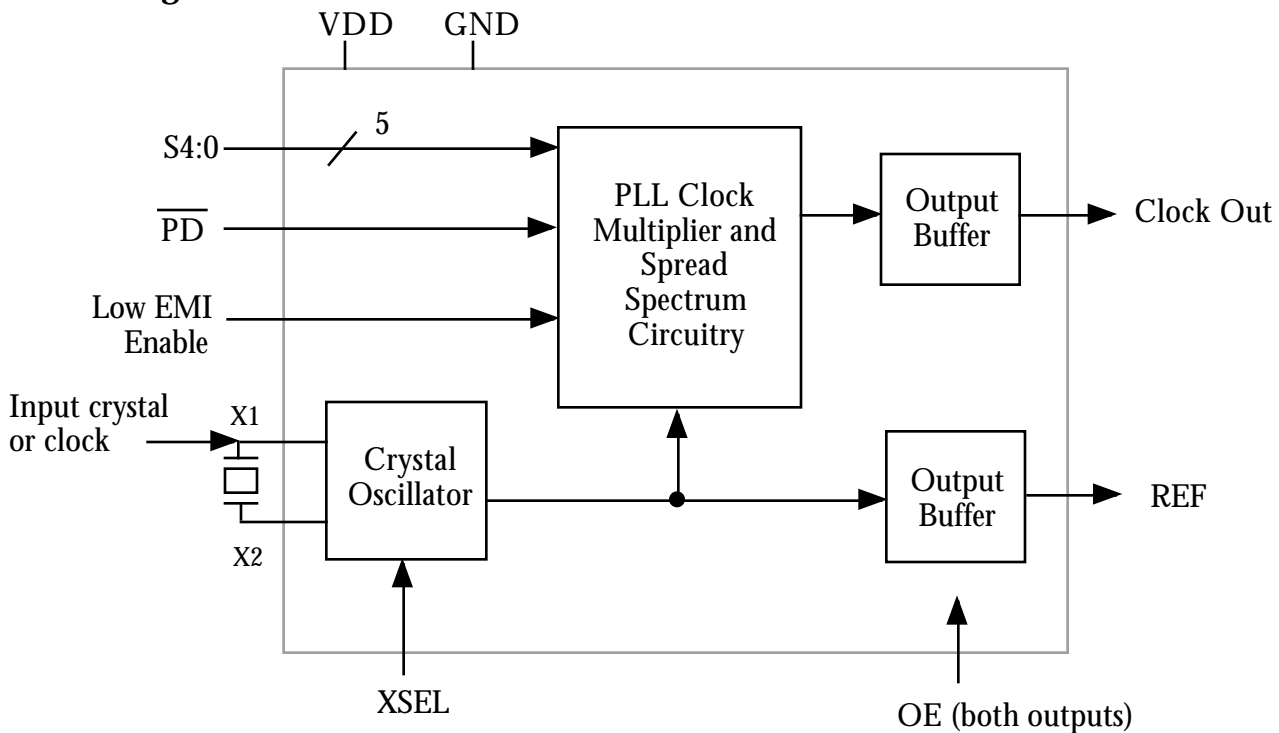 VDD
GND
S4:0
5
PD
Low EMI
Enable
PLL Clock
Multiplier and
Spread
Spectrum
Circuitry
Output
Buffer
Clock Out
Input crystal
or clock
X1
X2
Crystal
Oscillator
Output
Buffer
REF
XSEL
OE (both outputs)